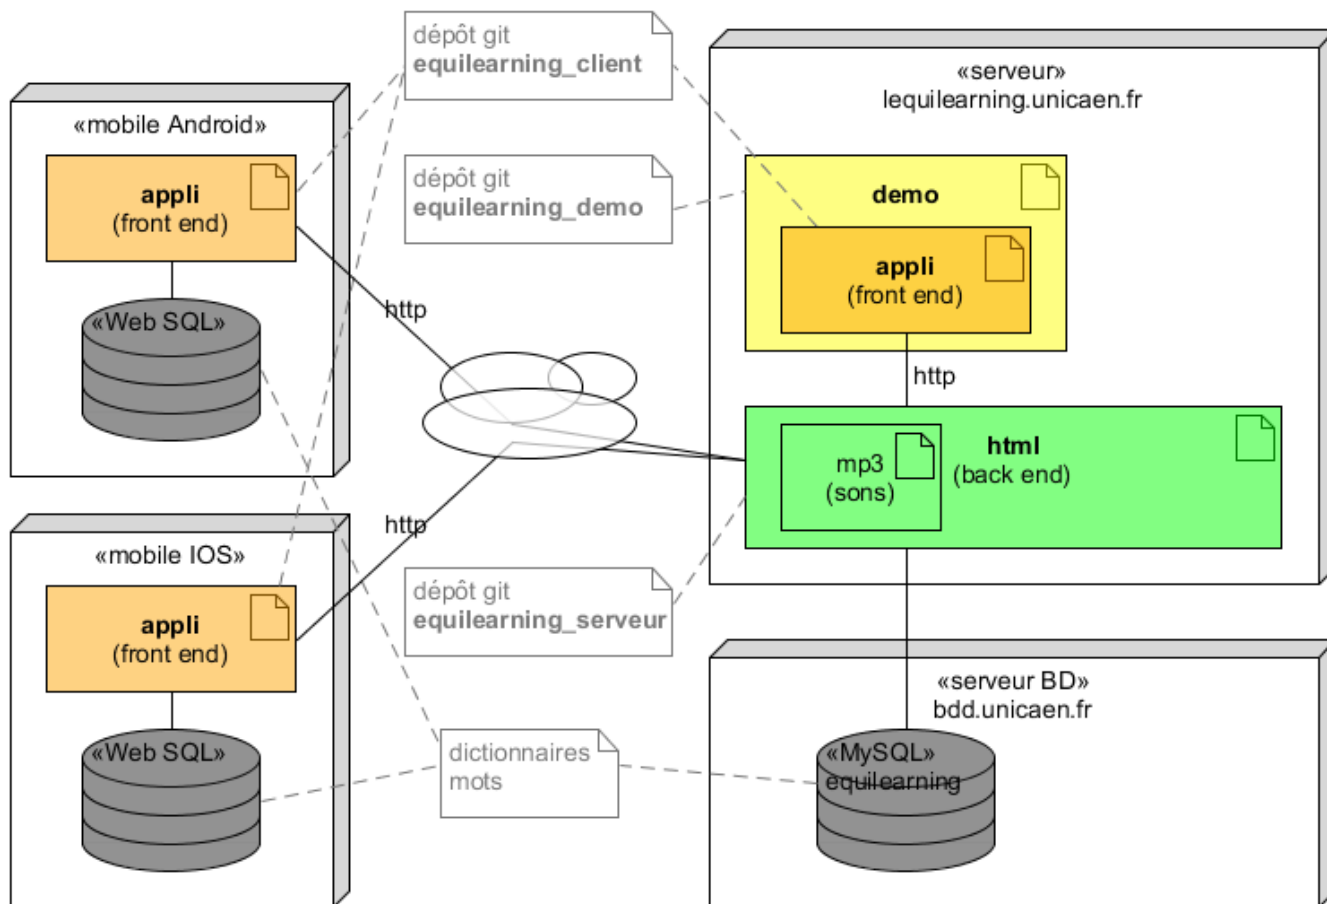 dépôt git
equilearning_client
«serveur»
lequilearning.unicaen.fr
«mobile Android»
appli
(front end)
dépôt git
equilearning_demo
demo
appli
(front end)
«Web SQL»
http
http
html
(back end)
mp3
(sons)
http
«mobile IOS»
appli
(front end)
dépôt git
equilearning_serveur
«serveur BD»
bdd.unicaen.fr
«Web SQL»
dictionnaires
mots
«MySQL»
equilearning